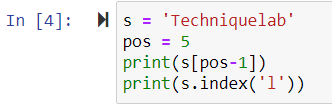 In [4]: s = 'Techniquelab'
pos = 5
print(s[pos-1])
print(s.index('l'))